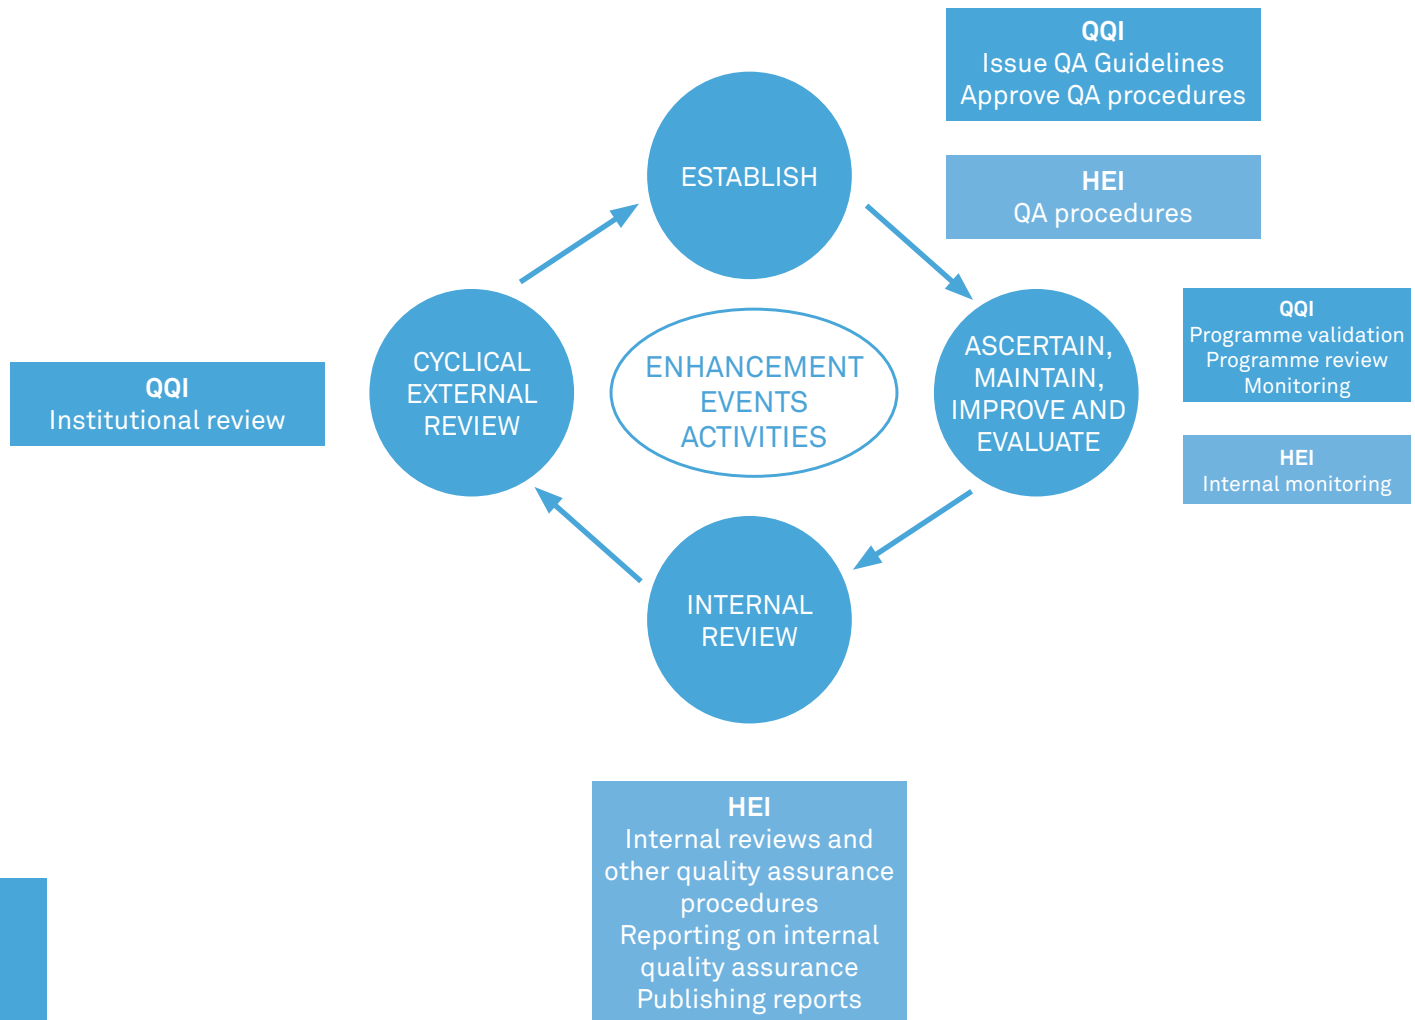 QQI
Issue QA Guidelines
Approve QA procedures
HEI
QA procedures
ESTABLISH
ASCERTAIN,
MAINTAIN,
IMPROVE AND
EVALUATE
QQI
Programme validation
Programme review
Monitoring
HEI
Internal monitoring
ENHANCEMENT
EVENTS
ACTIVITIES
CYCLICAL
EXTERNAL
REVIEW
QQI
Institutional review
INTERNAL
REVIEW
HEI
Internal reviews and
other quality assurance
procedures
Reporting on internal
quality assurance
Publishing reports